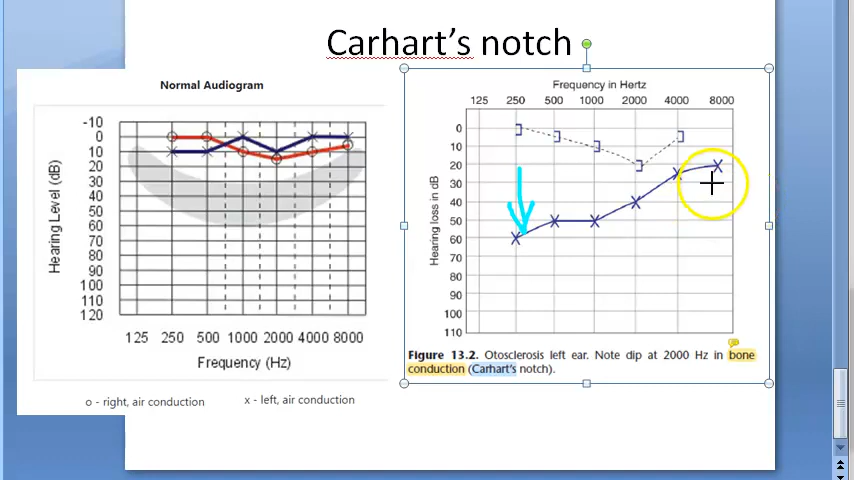 Carhart's notch
Normal Audiogram
-10
0
10
20
30
40
50
60
70
80
90
100
110
120
Hearing Level (dB)
125 250 500 1000 2000 4000 8000
Frequency (Hz)
o - right, air conduction
x - left, air conduction
Frequency in Hertz
125 250 500 1000 2000 4000 8000
0
10
20
30
40
50
60
70
80
90
100
110
Hearing loss in dB
Figure 13.2. Otosclerosis left ear. Note dip at 2000 Hz in bone
conduction (Carhart's notch).